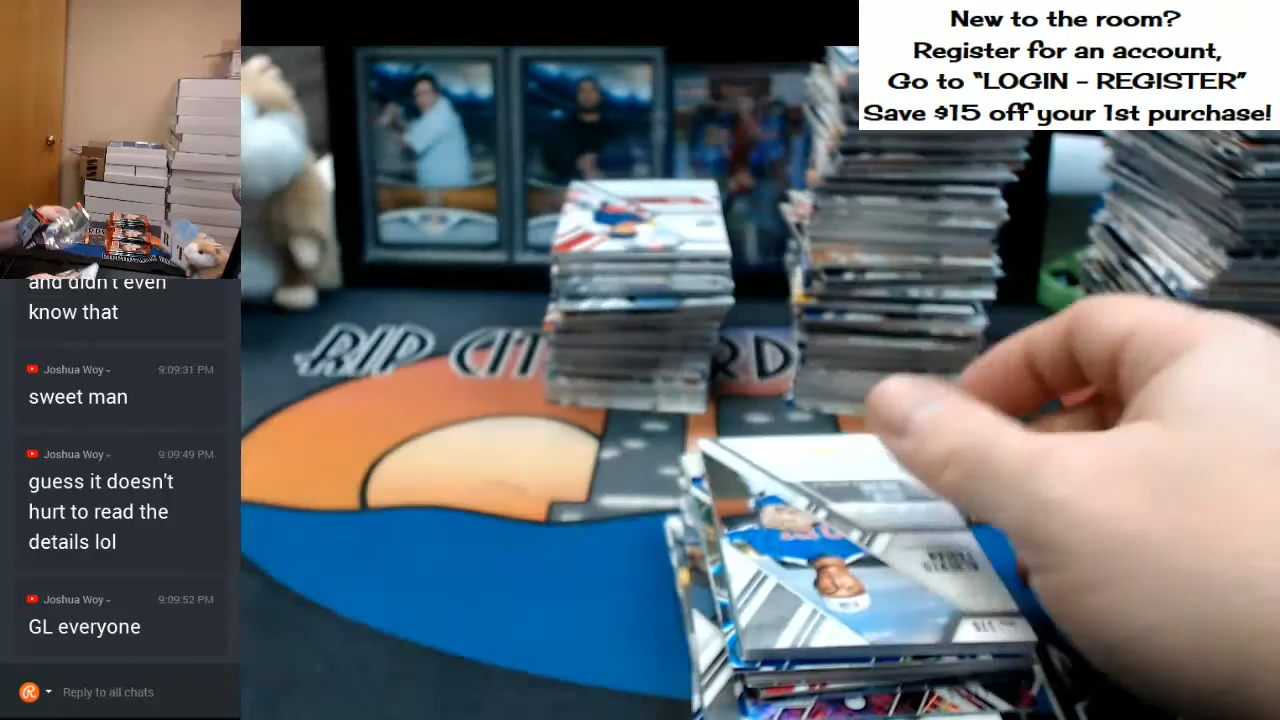 New to the room?
Register for an account,
Go to “LOGIN - REGISTER”
Save $15 off your 1st purchase!
and didn't even
know that
Joshua Woy
9:09:31 PM
sweet man
Joshua Woy
9:09:49 PM
guess it doesn't
hurt to read the
details lol
Joshua Woy
9:09:52 PM
GL everyone
Reply to all chats
RIP CIT
RD